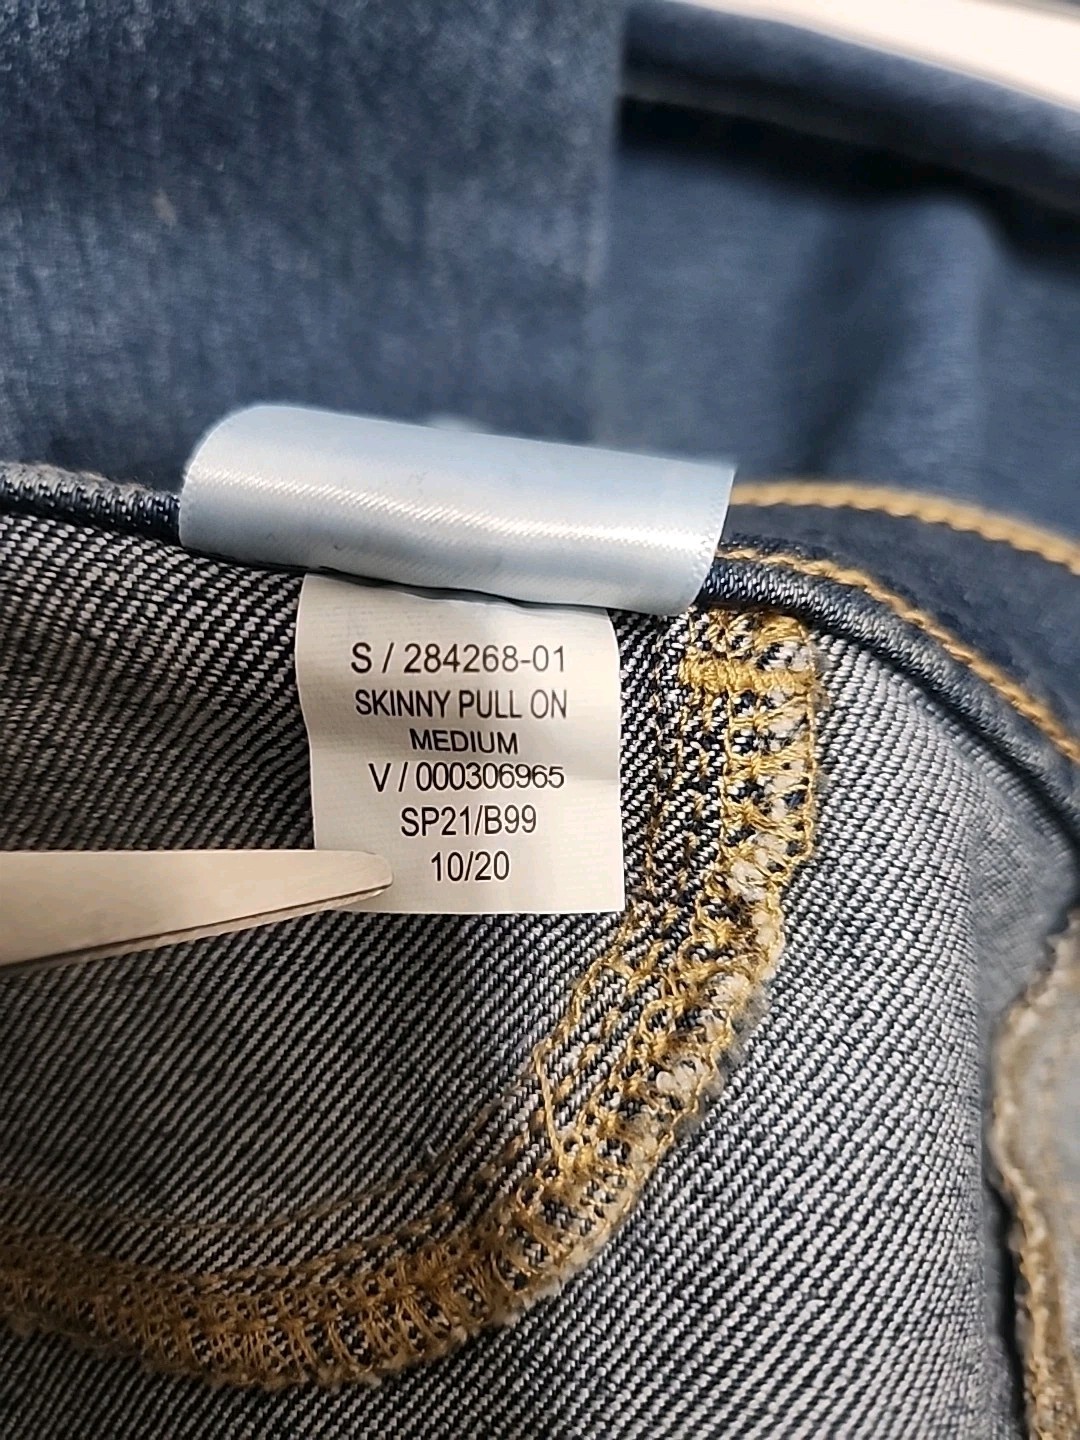 S / 284268-01
SKINNY PULL ON
MEDIUM
V / 000306965
SP21/B99
10/20